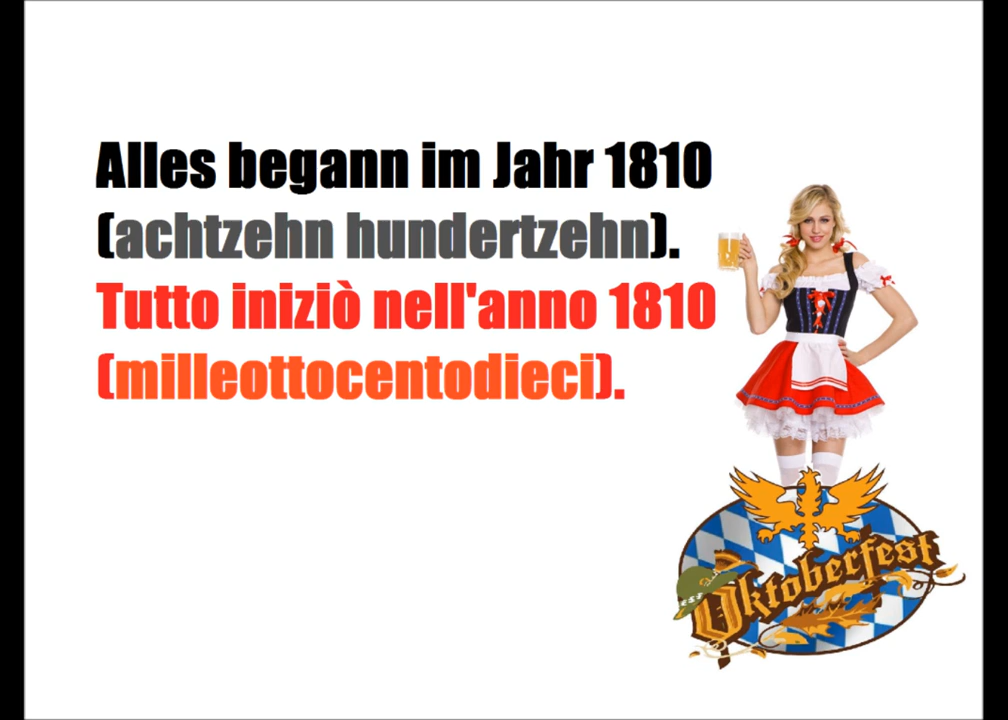 Alles begann im Jahr 1810
(achtzehn hundertzehn).
Tutto iniziò nell'anno 1810
(milleottocentodieci).
Oktoberfest